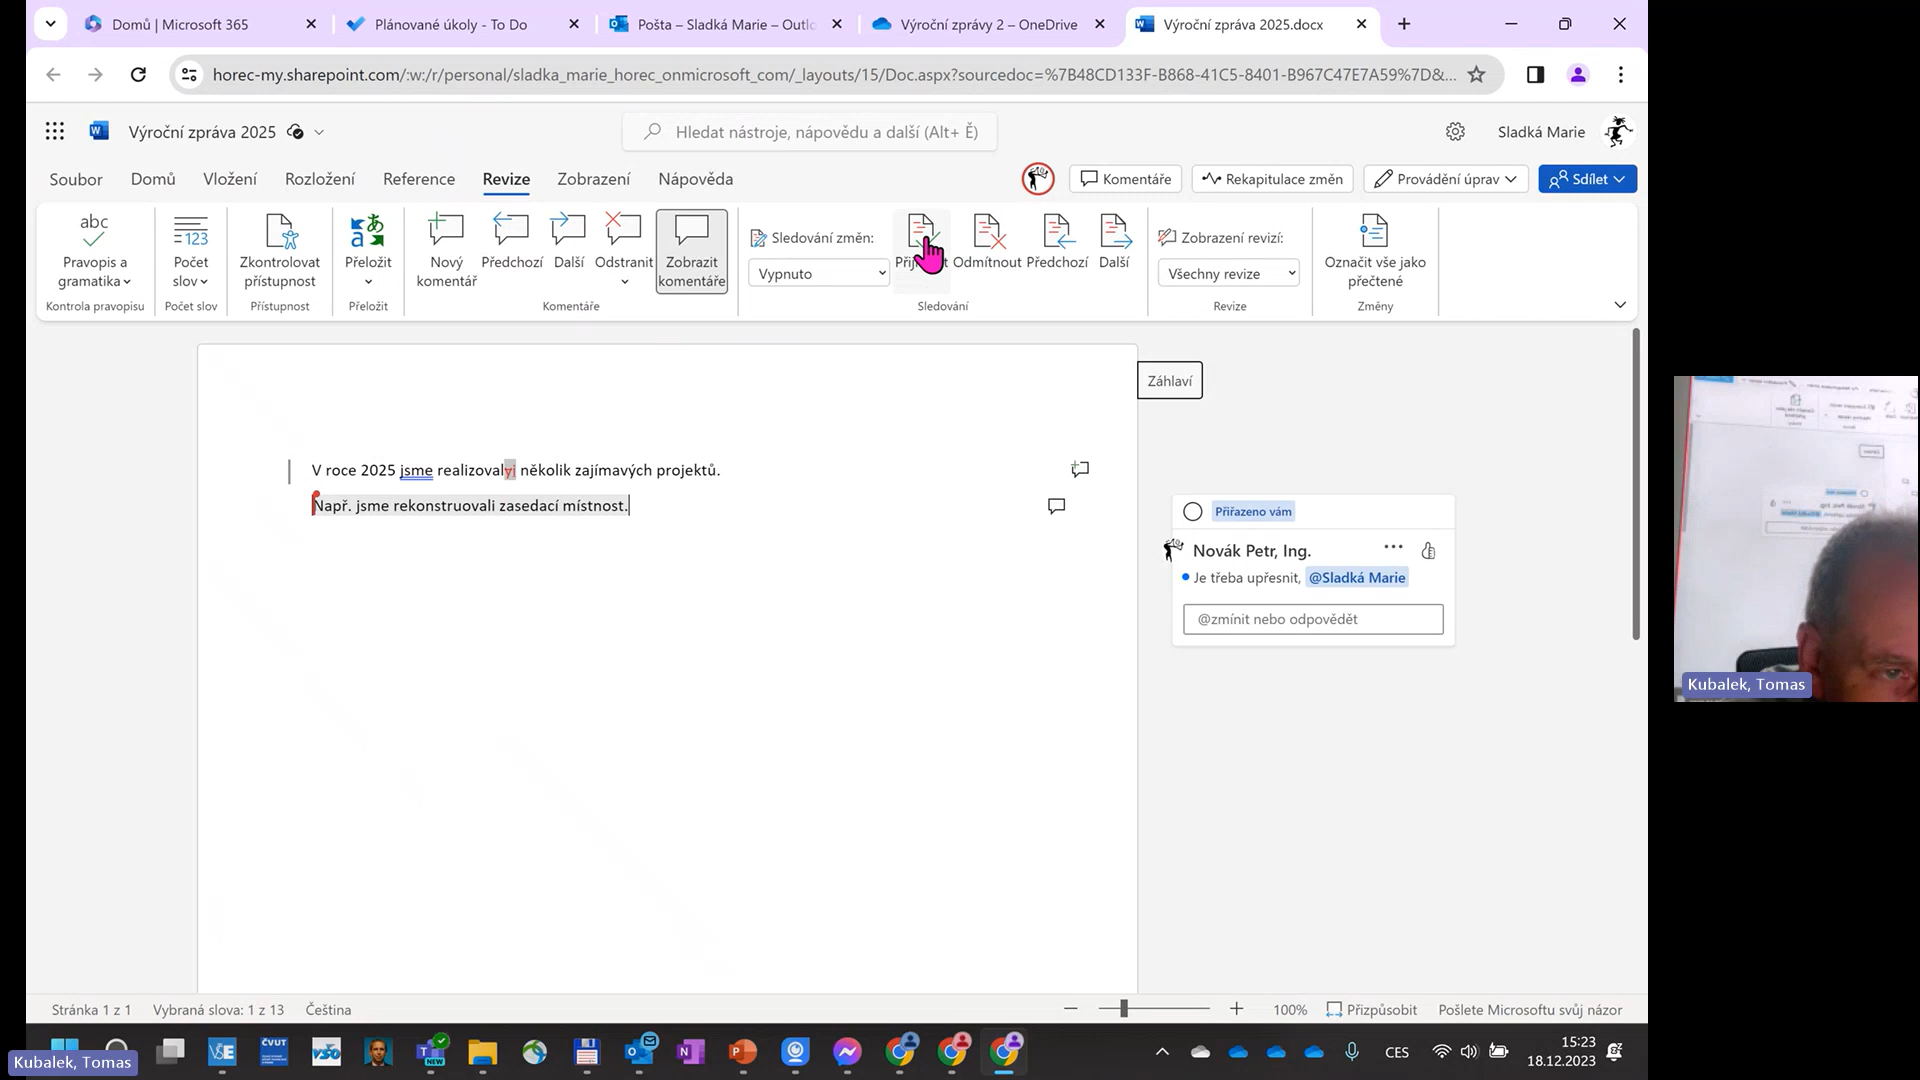 Domů | Microsoft 365
Plánované úkoly - To Do
Pošta – Sladká Marie – Outlo
Výroční zprávy 2 – OneDrive
Výroční zpráva 2025.docx
horec-my.sharepoint.com/:w:/r/personal/sladka_marie_horec_onmicrosoft_com/_layouts/15/Doc.aspx?sourcedoc=%7B48CD133F-B868-41C5-8401-B967C47E7A59%7D&...
Výroční zpráva 2025
Hledat nástroje, nápovědu a další (Alt+ Ě)
Sladká Marie
Soubor Domů Vložení Rozložení Reference Revize Zobrazení Nápověda
Komentáře Rekapitulace změn Provádění úprav Sdílet
abc
Pravopis a gramatika
123
Počet slov
Zkontrolovat přístupnost
Přeložit
Nový komentář
Předchozí
Další
Odstranit
Zobrazit komentáře
Sledování změn:
Vypnuto
Odmítnout
Předchozí
Další
Zobrazení revizí:
Všechny revize
Označit vše jako přečtené
Kontrola pravopisu Počet slov Přístupnost Přeložit Komentáře Sledování Revize Změny
Záhlaví
V roce 2025 jsme realizovalyi několik zajímavých projektů.
Např. jsme rekonstruovali zasedací místnost.
Přiřazeno vám
Novák Petr, Ing.
Je třeba upřesnit, @Sladká Marie
@zmínit nebo odpovědět
Kubalek, Tomas
Stránka 1 z 1 Vybraná slova: 1 z 13 Čeština
100% Přizpůsobit Pošlete Microsoftu svůj názor
Kubalek, Tomas
VŠE
ČVUT
VŠO
NEW
CES
15:23
18.12.2023